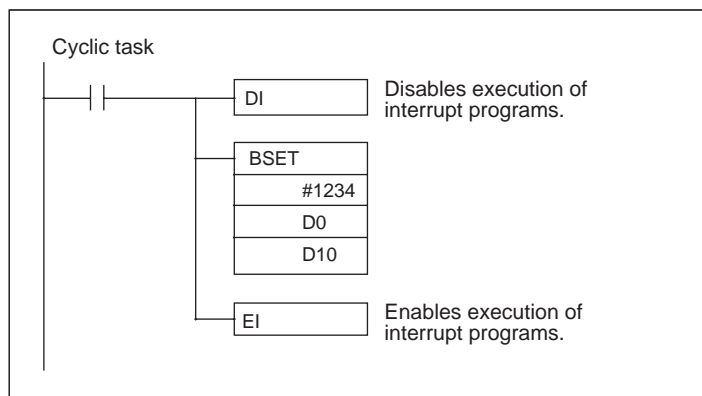 Cyclic task
DI
Disables execution of
interrupt programs.
BSET
#1234
D0
D10
EI
Enables execution of
interrupt programs.